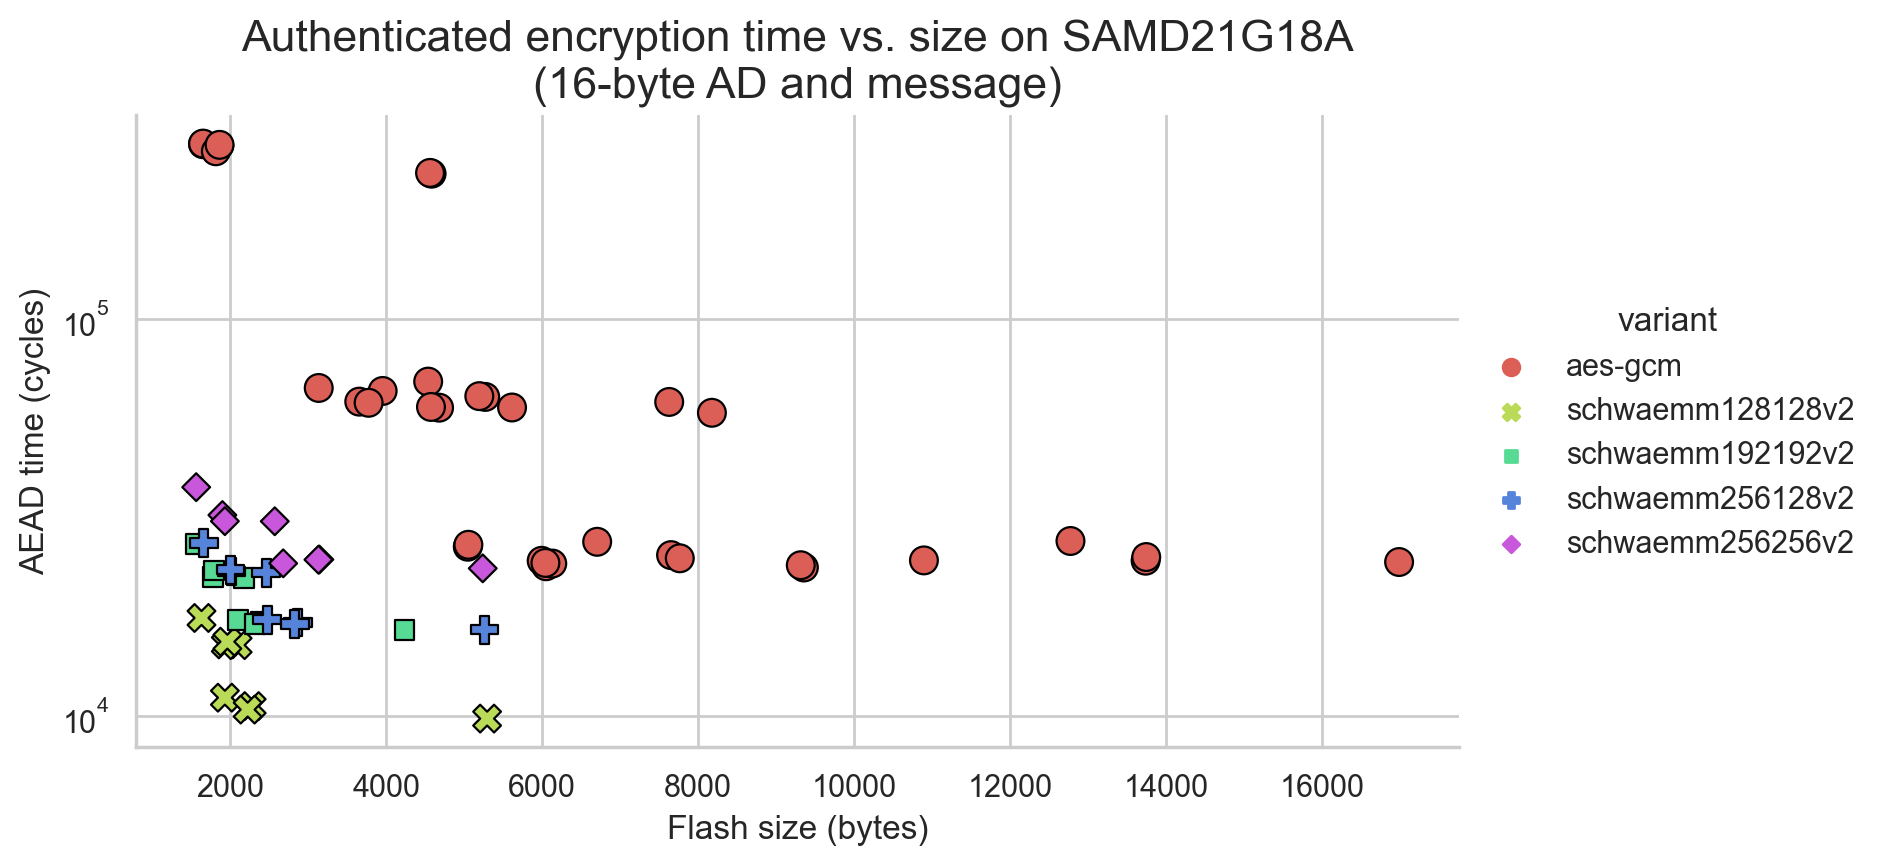 Authenticated encryption time vs. size on SAMD21G18A
(16-byte AD and message)
AEAD time (cycles)
10^5
10^4
2000 4000 6000 8000 10000 12000 14000 16000
Flash size (bytes)
variant
aes-gcm
schwaemm128128v2
schwaemm192192v2
schwaemm256128v2
schwaemm256256v2